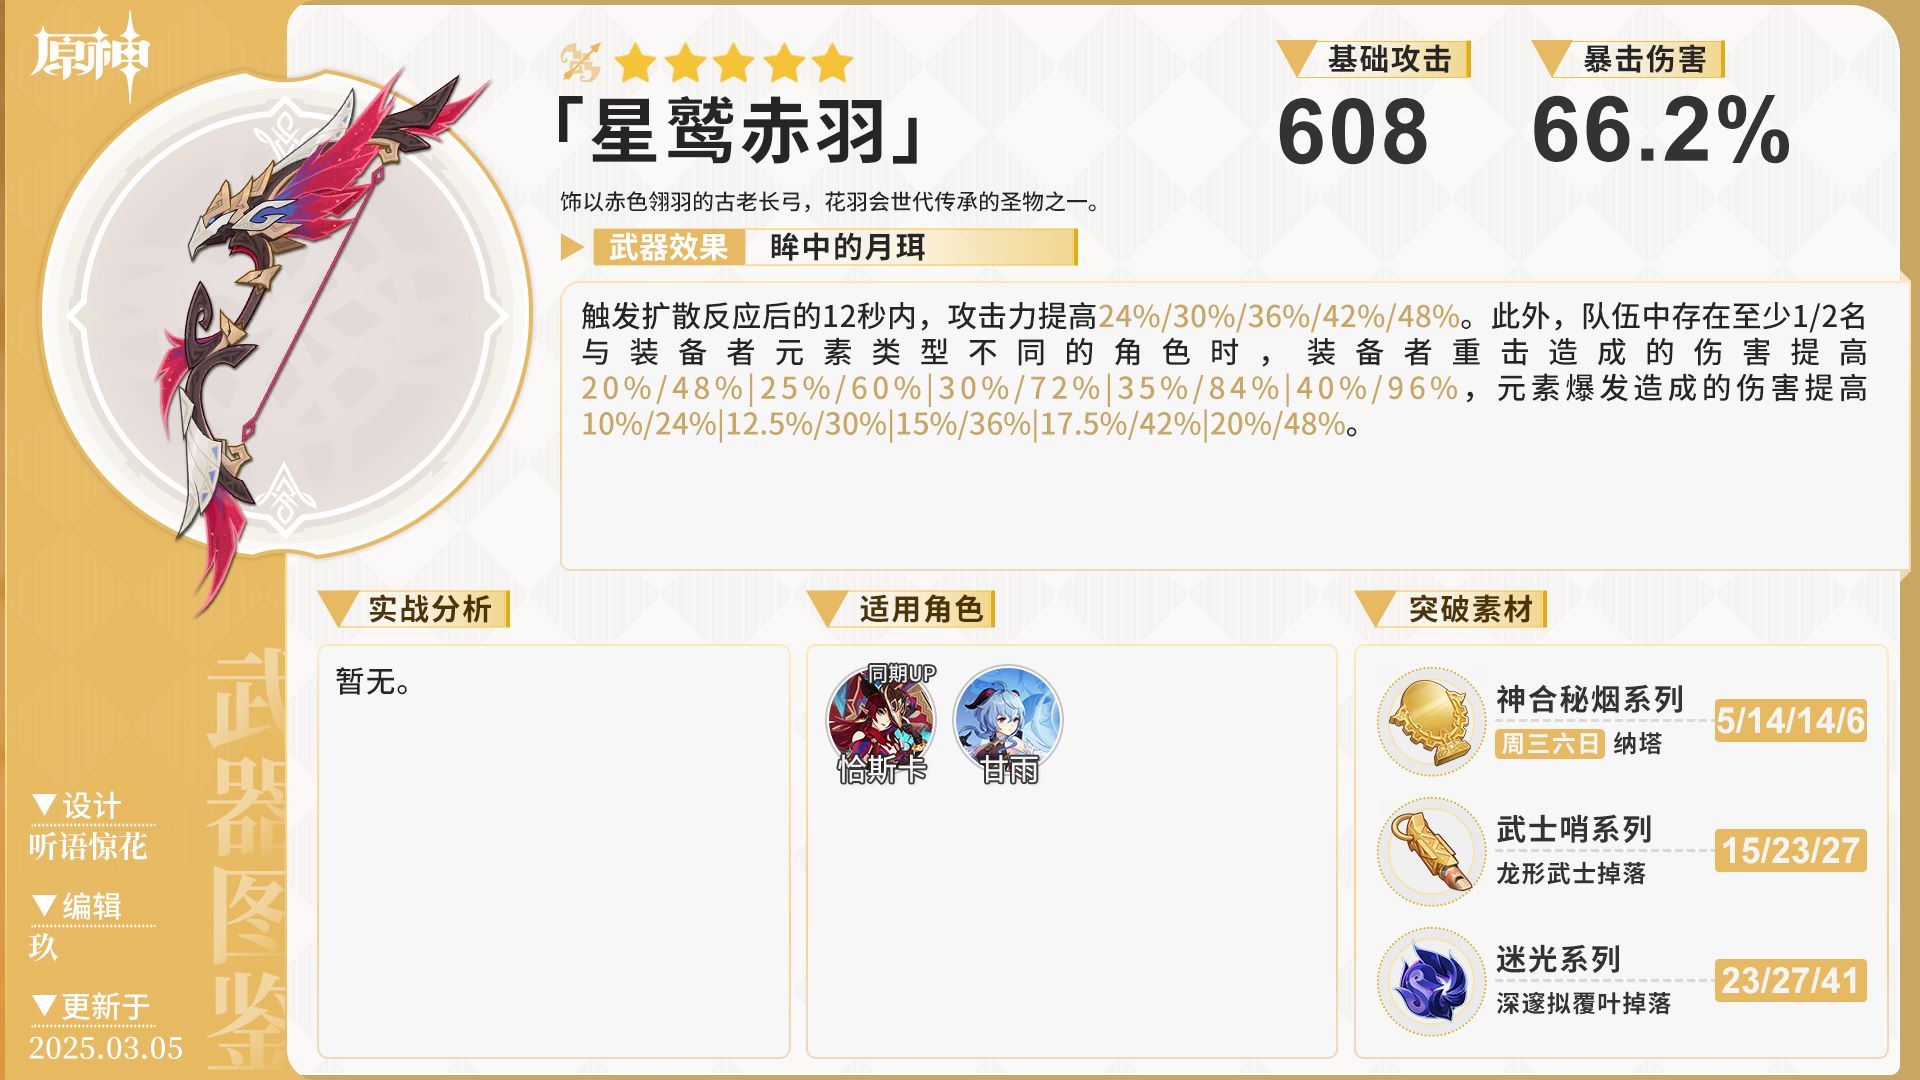 原神
「星鹫赤羽」
饰以赤色翎羽的古老长弓，花羽会世代传承的圣物之一。
基础攻击
608
暴击伤害
66.2%
武器效果
眸中的月珥
触发扩散反应后的12秒内，攻击力提高24%/30%/36%/42%/48%。此外，队伍中存在至少1/2名
与装备者元素类型不同的角色时，装备者重击造成的伤害提高
20%/48%|25%/60%|30%/72%|35%/84%|40%/96%，元素爆发造成的伤害提高
10%/24%|12.5%/30%|15%/36%|17.5%/42%|20%/48%。
实战分析
暂无。
适用角色
同期UP
恰斯卡
甘雨
突破素材
神合秘烟系列
周三六日 纳塔
5/14/14/6
武士哨系列
龙形武士掉落
15/23/27
迷光系列
深邃拟覆叶掉落
23/27/41
武器图鉴
▼设计
听语惊花
▼编辑
玖
▼更新于
2025.03.05